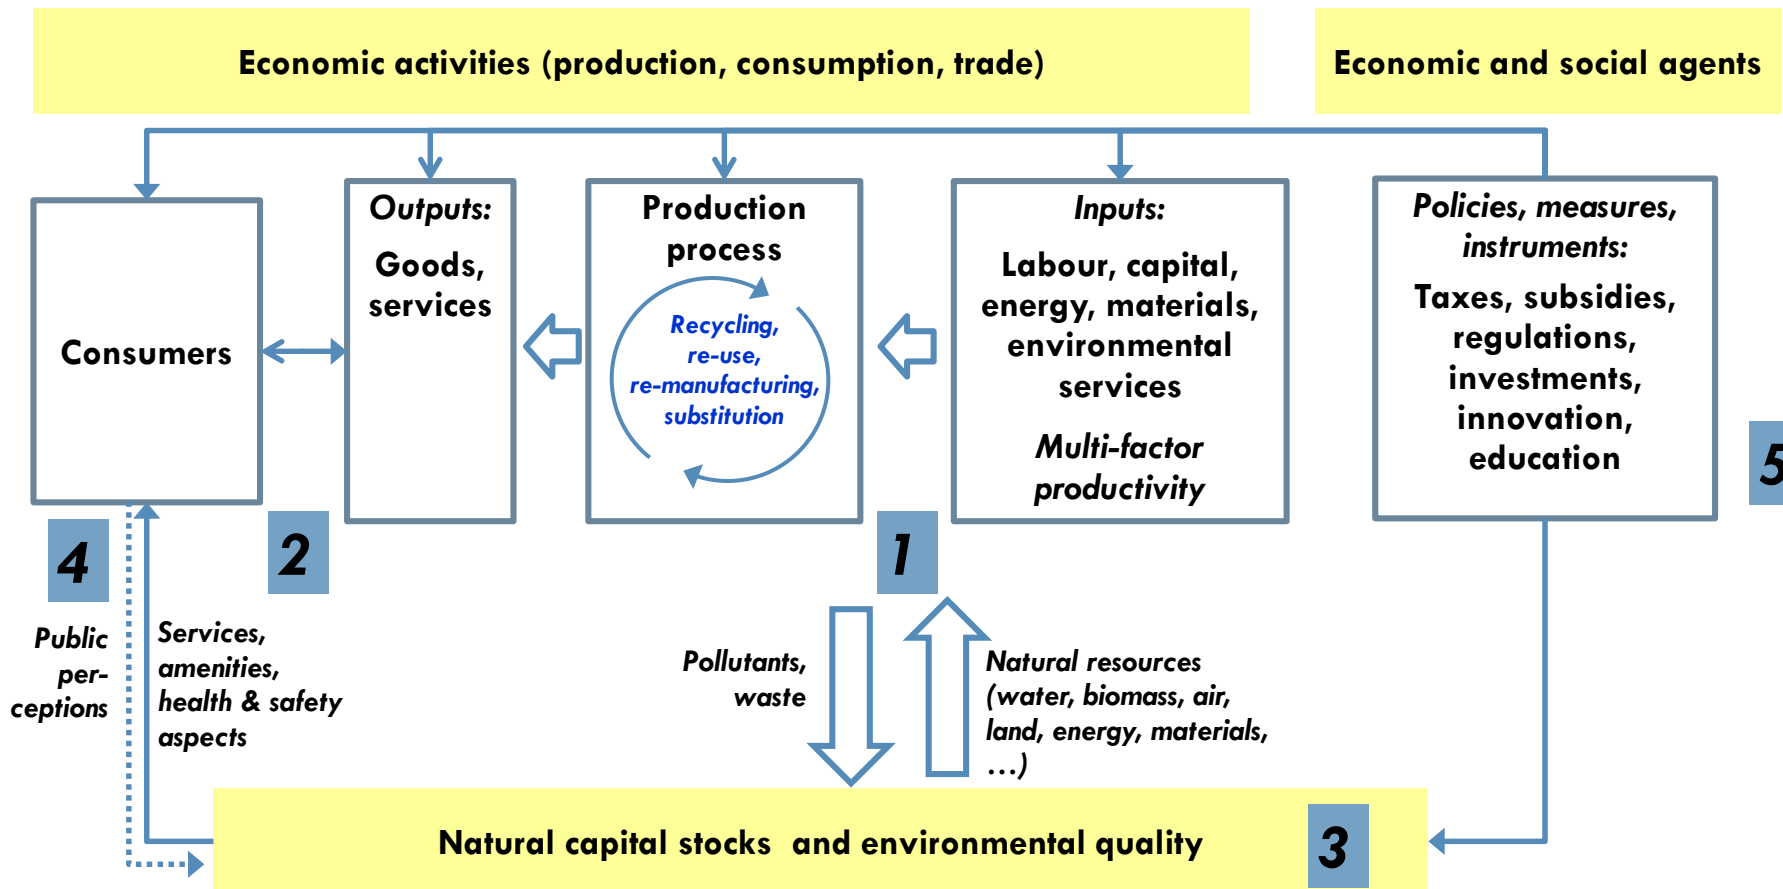 Economic activities (production, consumption, trade)
Economic and social agents
Consumers
Outputs:
Goods,
services
Production
process
Recycling,
re-use,
re-manufacturing,
substitution
Inputs:
Labour, capital,
energy, materials,
environmental
services
Multi-factor
productivity
Policies, measures,
instruments:
Taxes, subsidies,
regulations,
investments,
innovation,
education
5
4
2
1
Public
per-
ceptions
Services,
amenities,
health & safety
aspects
Pollutants,
waste
Natural resources
(water, biomass, air,
land, energy, materials,
…)
Natural capital stocks  and environmental quality
3